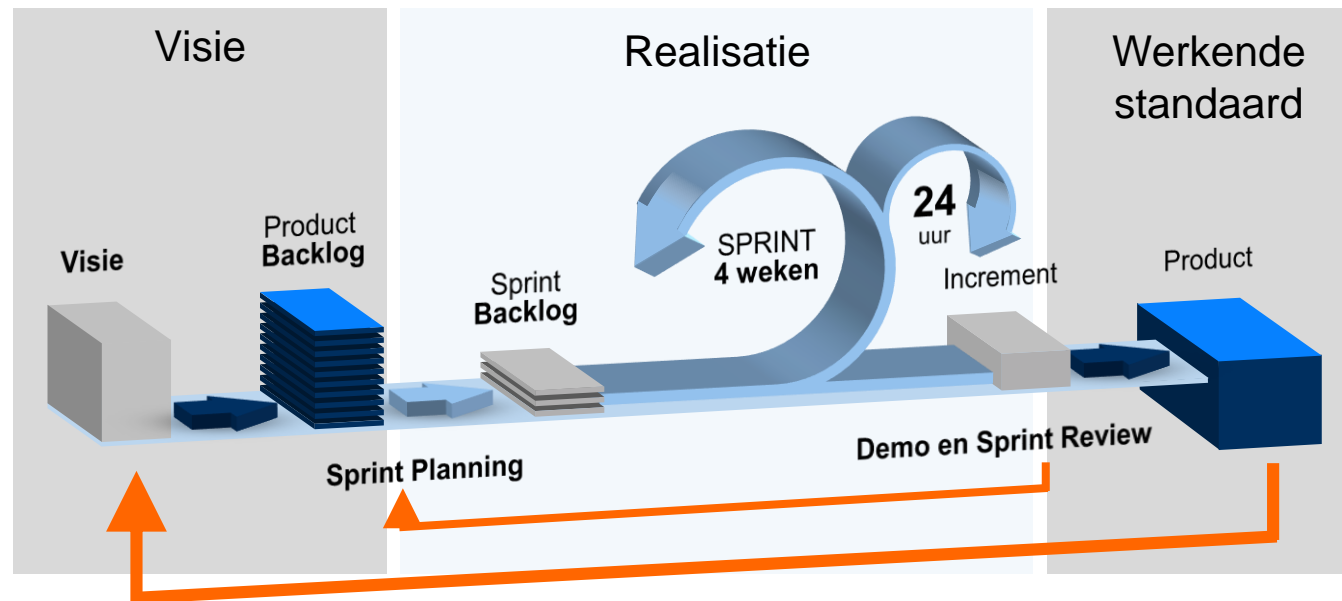 Visie
Realisatie
Werkende
standaard
Visie
Product
Backlog
Sprint
Backlog
SPRINT
4 weken
24
uur
Increment
Product
Sprint Planning
Demo en Sprint Review